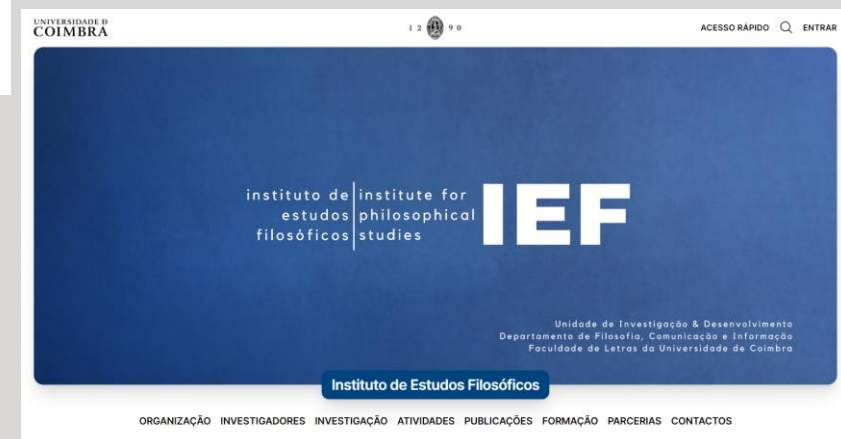 UNIVERSIDADE D
COIMBRA
12 90
ACESSO RÁPIDO
ENTRAR
instituto de
estudos
filosóficos
institute for
philosophical
studies
IEF
Unidade de Investigação & Desenvolvimento
Departamento de Filosofia, Comunicação e Informação
Faculdade de Letras da Universidade de Coimbra
Instituto de Estudos Filosóficos
ORGANIZAÇÃO INVESTIGADORES INVESTIGAÇÃO ATIVIDADES PUBLICAÇÕES FORMAÇÃO PARCERIAS CONTACTOS